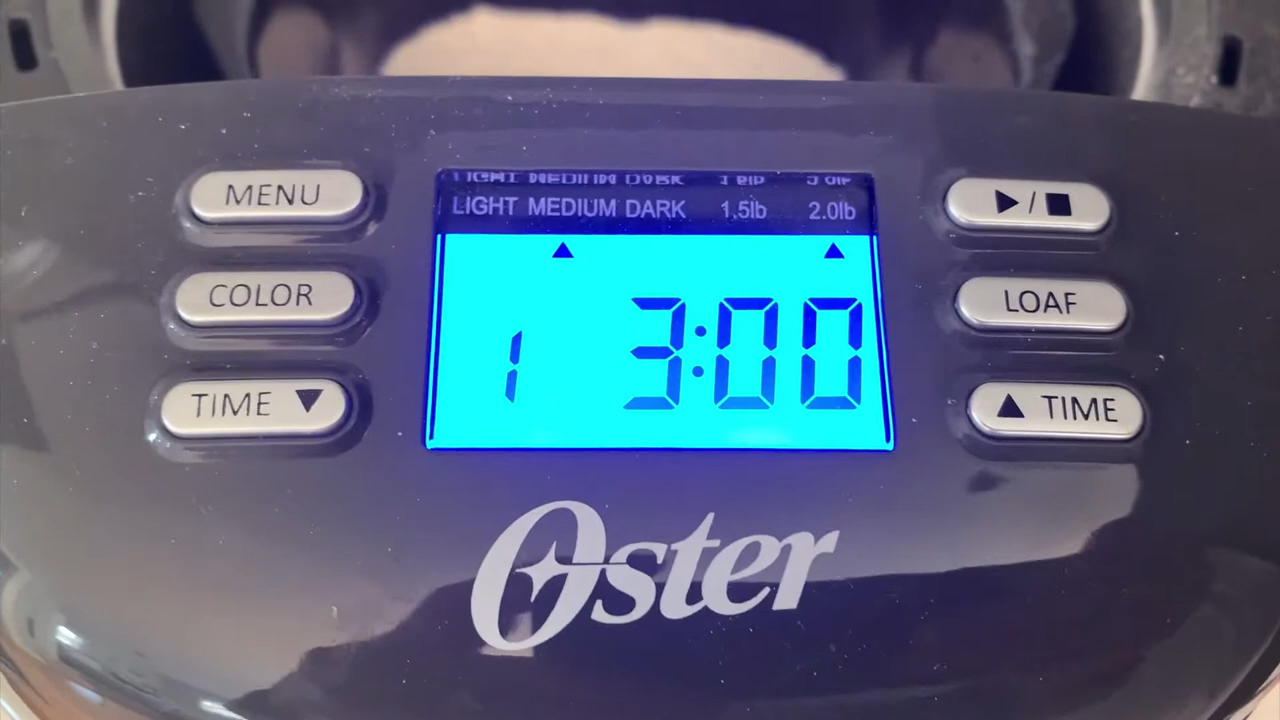 MENU
COLOR
TIME ▼
LIGHT MEDIUM DARK 1.5lb 2.0lb
▲ ▲
1 3:00
▶/■
LOAF
▲ TIME
Oster